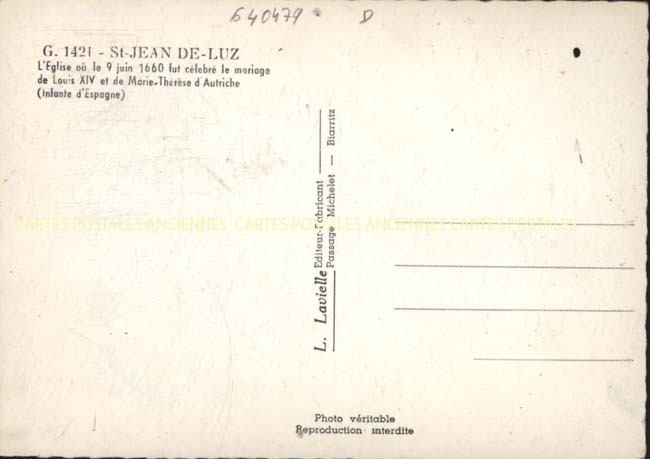 640479 D
G. 1421 - St-JEAN DE-LUZ
L'Eglise où le 9 juin 1660 fut célébré le mariage
de Louis XIV et de Marie-Thérèse d'Autriche
(Infante d'Espagne)
L. Lavielle Editeur-Fabricant
Passage Michelet — Biarritz
CARTES POSTALES ANCIENNES CARTES POSTALES ANCIENNES CARTES POSTALES
Photo véritable
Reproduction interdite